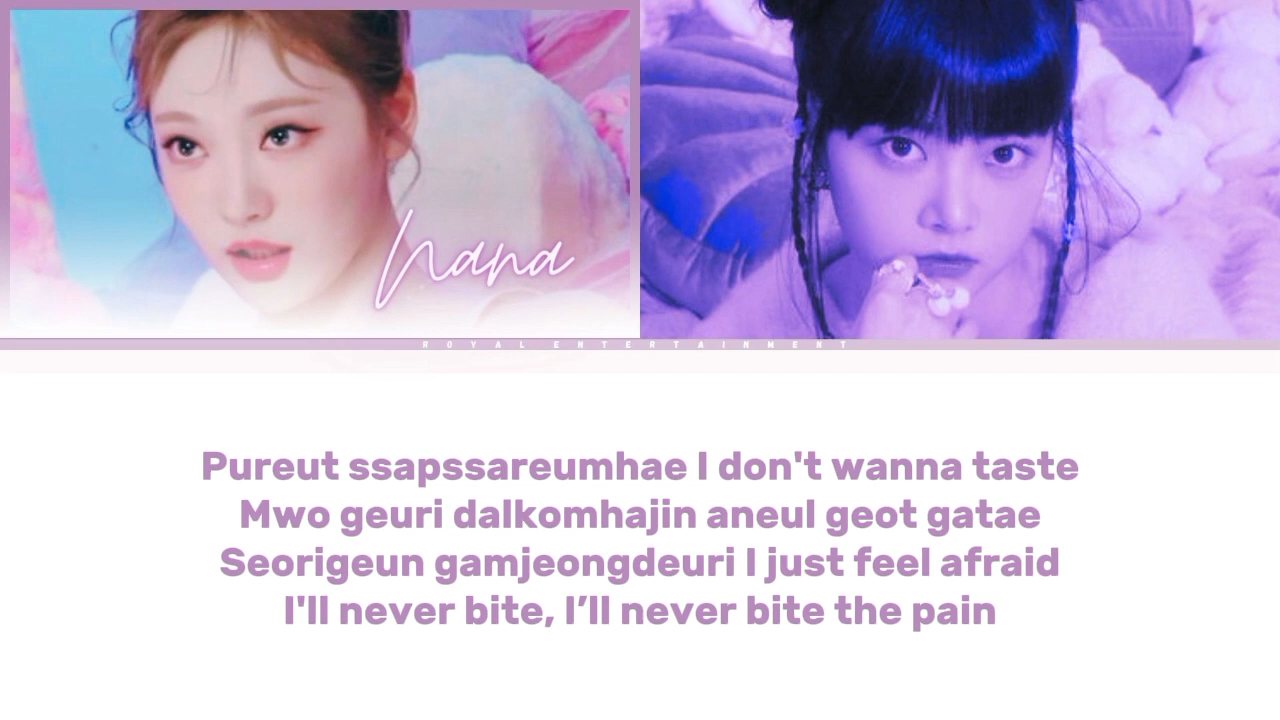 Nana
ROYAL ENTERTAINMENT
Pureut ssapssareumhae I don't wanna taste
Mwo geuri dalkomhajin aneul geot gatae
Seorigeun gamjeongdeuri I just feel afraid
I'll never bite, I’ll never bite the pain